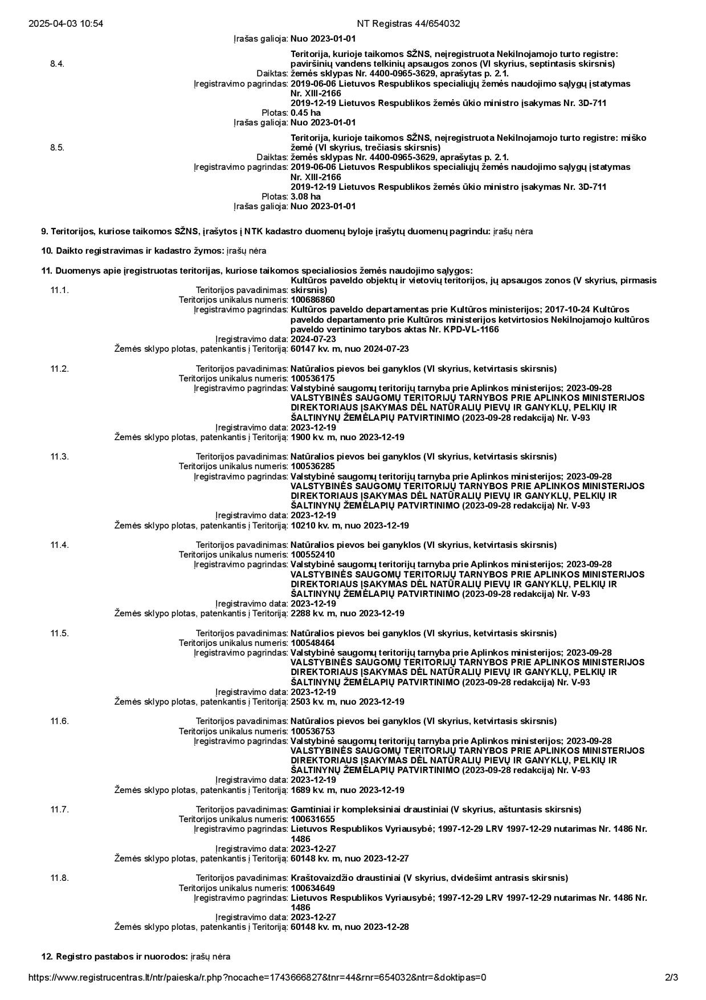 2025-04-03 10:54 NT Registras 44/654032
Įrašas galioja: Nuo 2023-01-01
8.4.
Teritorija, kurioje taikomos SŽNS, neįregistruota Nekilnojamojo turto registre:
paviršinių vandens telkinių apsaugos zonos (VI skyrius, septintasis skirsnis)
Daiktas: žemės sklypas Nr. 4400-0965-3629, aprašytas p. 2.1.
Įregistravimo pagrindas: 2019-06-06 Lietuvos Respublikos specialiųjų žemės naudojimo sąlygų įstatymas
Nr. XIII-2166
2019-12-19 Lietuvos Respublikos žemės ūkio ministro įsakymas Nr. 3D-711
Plotas: 0.45 ha
Įrašas galioja: Nuo 2023-01-01
8.5.
Teritorija, kurioje taikomos SŽNS, neįregistruota Nekilnojamojo turto registre: miško
žemė (VI skyrius, trečiasis skirsnis)
Daiktas: žemės sklypas Nr. 4400-0965-3629, aprašytas p. 2.1.
Įregistravimo pagrindas: 2019-06-06 Lietuvos Respublikos specialiųjų žemės naudojimo sąlygų įstatymas
Nr. XIII-2166
2019-12-19 Lietuvos Respublikos žemės ūkio ministro įsakymas Nr. 3D-711
Plotas: 3.08 ha
Įrašas galioja: Nuo 2023-01-01
9. Teritorijos, kuriose taikomos SŽNS, įrašytos į NTK kadastro duomenų byloje įrašytų duomenų pagrindu: įrašų nėra
10. Daikto registravimas ir kadastro žymos: įrašų nėra
11. Duomenys apie įregistruotas teritorijas, kuriose taikomos specialiosios žemės naudojimo sąlygos:
Kultūros paveldo objektų ir vietovių teritorijos, jų apsaugos zonos (V skyrius, pirmasis
11.1. Teritorijos pavadinimas: skirsnis)
Teritorijos unikalus numeris: 100686860
Įregistravimo pagrindas: Kultūros paveldo departamentas prie Kultūros ministerijos; 2017-10-24 Kultūros
paveldo departamento prie Kultūros ministerijos ketvirtosios Nekilnojamojo kultūros
paveldo vertinimo tarybos aktas Nr. KPD-VL-1166
Įregistravimo data: 2024-07-23
Žemės sklypo plotas, patenkantis į Teritoriją: 60147 kv. m, nuo 2024-07-23
11.2. Teritorijos pavadinimas: Natūralios pievos bei ganyklos (VI skyrius, ketvirtasis skirsnis)
Teritorijos unikalus numeris: 100536175
Įregistravimo pagrindas: Valstybinė saugomų teritorijų tarnyba prie Aplinkos ministerijos; 2023-09-28
VALSTYBINĖS SAUGOMŲ TERITORIJŲ TARNYBOS PRIE APLINKOS MINISTERIJOS
DIREKTORIAUS ĮSAKYMAS DĖL NATŪRALIŲ PIEVŲ IR GANYKLŲ, PELKIŲ IR
ŠALTINYNŲ ŽEMĖLAPIŲ PATVIRTINIMO (2023-09-28 redakcija) Nr. V-93
Įregistravimo data: 2023-12-19
Žemės sklypo plotas, patenkantis į Teritoriją: 1900 kv. m, nuo 2023-12-19
11.3. Teritorijos pavadinimas: Natūralios pievos bei ganyklos (VI skyrius, ketvirtasis skirsnis)
Teritorijos unikalus numeris: 100536285
Įregistravimo pagrindas: Valstybinė saugomų teritorijų tarnyba prie Aplinkos ministerijos; 2023-09-28
VALSTYBINĖS SAUGOMŲ TERITORIJŲ TARNYBOS PRIE APLINKOS MINISTERIJOS
DIREKTORIAUS ĮSAKYMAS DĖL NATŪRALIŲ PIEVŲ IR GANYKLŲ, PELKIŲ IR
ŠALTINYNŲ ŽEMĖLAPIŲ PATVIRTINIMO (2023-09-28 redakcija) Nr. V-93
Įregistravimo data: 2023-12-19
Žemės sklypo plotas, patenkantis į Teritoriją: 10210 kv. m, nuo 2023-12-19
11.4. Teritorijos pavadinimas: Natūralios pievos bei ganyklos (VI skyrius, ketvirtasis skirsnis)
Teritorijos unikalus numeris: 100552410
Įregistravimo pagrindas: Valstybinė saugomų teritorijų tarnyba prie Aplinkos ministerijos; 2023-09-28
VALSTYBINĖS SAUGOMŲ TERITORIJŲ TARNYBOS PRIE APLINKOS MINISTERIJOS
DIREKTORIAUS ĮSAKYMAS DĖL NATŪRALIŲ PIEVŲ IR GANYKLŲ, PELKIŲ IR
ŠALTINYNŲ ŽEMĖLAPIŲ PATVIRTINIMO (2023-09-28 redakcija) Nr. V-93
Įregistravimo data: 2023-12-19
Žemės sklypo plotas, patenkantis į Teritoriją: 2288 kv. m, nuo 2023-12-19
11.5. Teritorijos pavadinimas: Natūralios pievos bei ganyklos (VI skyrius, ketvirtasis skirsnis)
Teritorijos unikalus numeris: 100548464
Įregistravimo pagrindas: Valstybinė saugomų teritorijų tarnyba prie Aplinkos ministerijos; 2023-09-28
VALSTYBINĖS SAUGOMŲ TERITORIJŲ TARNYBOS PRIE APLINKOS MINISTERIJOS
DIREKTORIAUS ĮSAKYMAS DĖL NATŪRALIŲ PIEVŲ IR GANYKLŲ, PELKIŲ IR
ŠALTINYNŲ ŽEMĖLAPIŲ PATVIRTINIMO (2023-09-28 redakcija) Nr. V-93
Įregistravimo data: 2023-12-19
Žemės sklypo plotas, patenkantis į Teritoriją: 2503 kv. m, nuo 2023-12-19
11.6. Teritorijos pavadinimas: Natūralios pievos bei ganyklos (VI skyrius, ketvirtasis skirsnis)
Teritorijos unikalus numeris: 100536753
Įregistravimo pagrindas: Valstybinė saugomų teritorijų tarnyba prie Aplinkos ministerijos; 2023-09-28
VALSTYBINĖS SAUGOMŲ TERITORIJŲ TARNYBOS PRIE APLINKOS MINISTERIJOS
DIREKTORIAUS ĮSAKYMAS DĖL NATŪRALIŲ PIEVŲ IR GANYKLŲ, PELKIŲ IR
ŠALTINYNŲ ŽEMĖLAPIŲ PATVIRTINIMO (2023-09-28 redakcija) Nr. V-93
Įregistravimo data: 2023-12-19
Žemės sklypo plotas, patenkantis į Teritoriją: 1689 kv. m, nuo 2023-12-19
11.7. Teritorijos pavadinimas: Gamtiniai ir kompleksiniai draustiniai (V skyrius, aštuntasis skirsnis)
Teritorijos unikalus numeris: 100631655
Įregistravimo pagrindas: Lietuvos Respublikos Vyriausybė; 1997-12-29 LRV 1997-12-29 nutarimas Nr. 1486 Nr.
1486
Įregistravimo data: 2023-12-27
Žemės sklypo plotas, patenkantis į Teritoriją: 60148 kv. m, nuo 2023-12-27
11.8. Teritorijos pavadinimas: Kraštovaizdžio draustiniai (V skyrius, dvidešimt antrasis skirsnis)
Teritorijos unikalus numeris: 100634649
Įregistravimo pagrindas: Lietuvos Respublikos Vyriausybė; 1997-12-29 LRV 1997-12-29 nutarimas Nr. 1486 Nr.
1486
Įregistravimo data: 2023-12-27
Žemės sklypo plotas, patenkantis į Teritoriją: 60148 kv. m, nuo 2023-12-28
12. Registro pastabos ir nuorodos: įrašų nėra
https://www.registrucentras.lt/ntr/paieska/r.php?nocache=1743666827&tnr=44&rnr=654032&ntr=&doktipas=0 2/3